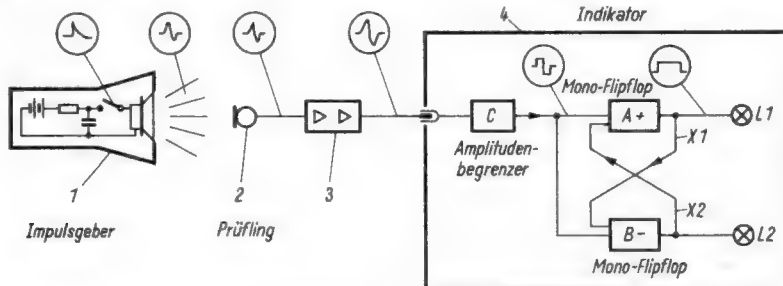 4
Indikator
Mono-Flipflop
C
A+
L1
X1
Amplituden-
begrenzer
1
2
3
X2
Impulsgeber
Prüfling
B-
L2
Mono-Flipflop